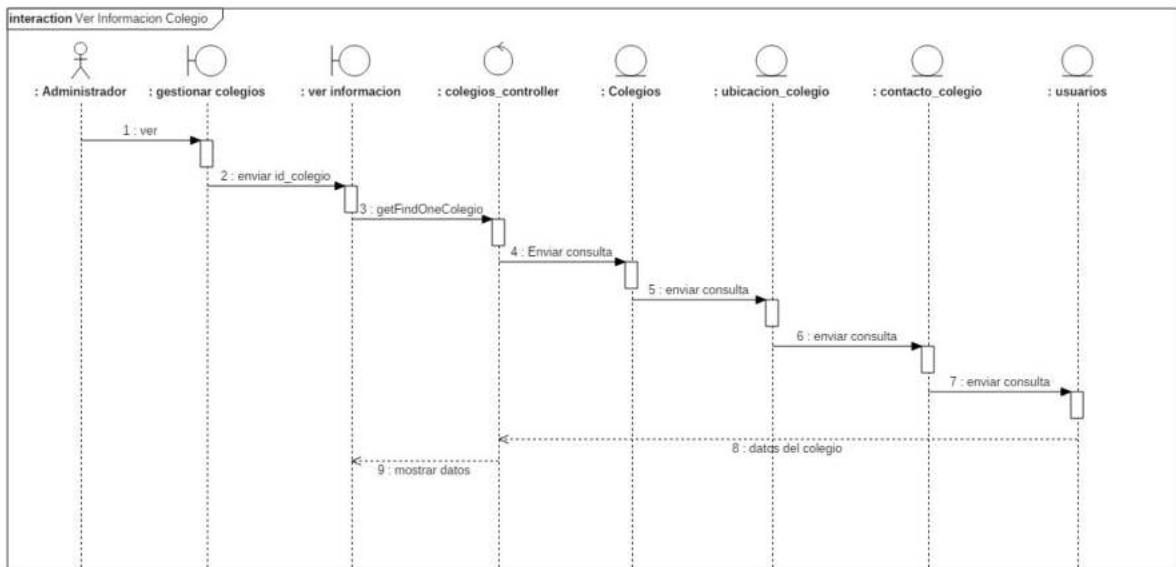 interaction Ver Informacion Colegio
: Administrador
: gestionar colegios
: ver informacion
: colegios_controller
: Colegios
: ubicacion_colegio
: contacto_colegio
: usuarios
1 : ver
2 : enviar id_colegio
3 : getFindOneColegio
4 : Enviar consulta
5 : enviar consulta
6 : enviar consulta
7 : enviar consulta
8 : datos del colegio
9 : mostrar datos